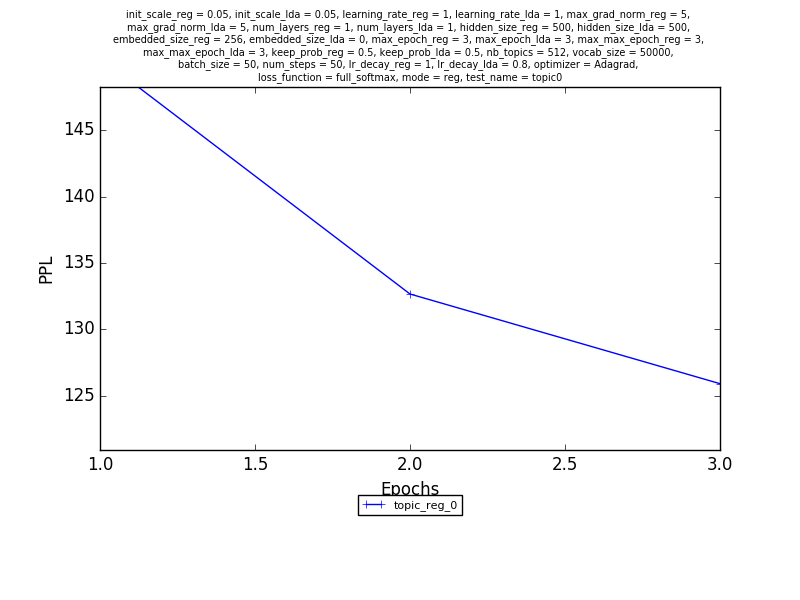 init_scale_reg = 0.05, init_scale_lda = 0.05, learning_rate_reg = 1, learning_rate_lda = 1, max_grad_norm_reg = 5,
max_grad_norm_lda = 5, num_layers_reg = 1, num_layers_lda = 1, hidden_size_reg = 500, hidden_size_lda = 500,
embedded_size_reg = 256, embedded_size_lda = 0, max_epoch_reg = 3, max_epoch_lda = 3, max_max_epoch_reg = 3,
max_max_epoch_lda = 3, keep_prob_reg = 0.5, keep_prob_lda = 0.5, nb_topics = 512, vocab_size = 50000,
batch_size = 50, num_steps = 50, lr_decay_reg = 1, lr_decay_lda = 0.8, optimizer = Adagrad,
loss_function = full_softmax, mode = reg, test_name = topic0
145
140
135
130
125
PPL
1.0 1.5 2.0 2.5 3.0
Epochs
topic_reg_0